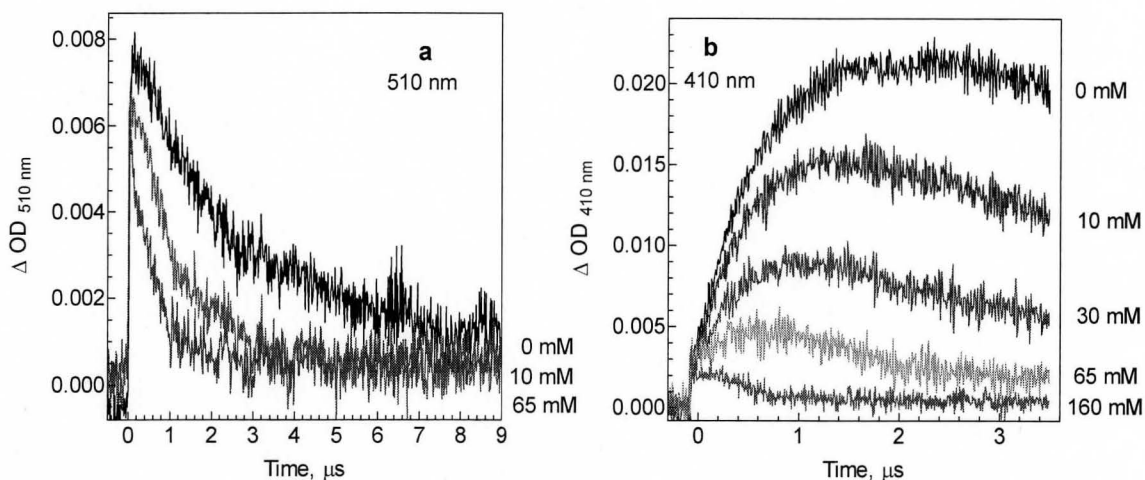 a
510 nm
0.008
0.006
0.004
0.002
0.000
Δ OD 510 nm
0 mM
10 mM
65 mM
0 1 2 3 4 5 6 7 8 9
Time, μs
b
410 nm
0.020
0.015
0.010
0.005
0.000
Δ OD 410 nm
0 mM
10 mM
30 mM
65 mM
160 mM
0 1 2 3
Time, μs